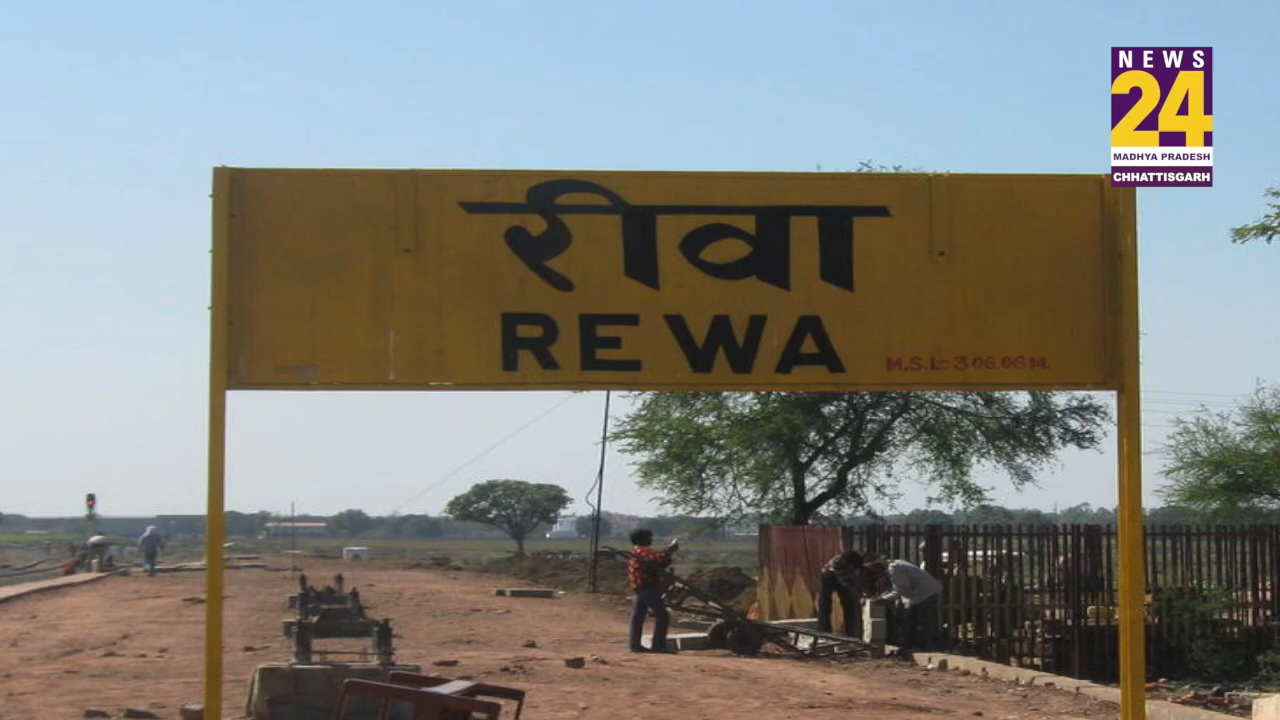 NEWS
24
MADHYA PRADESH
CHHATTISGARH
रीवा
REWA
M.S.L-306.06M.